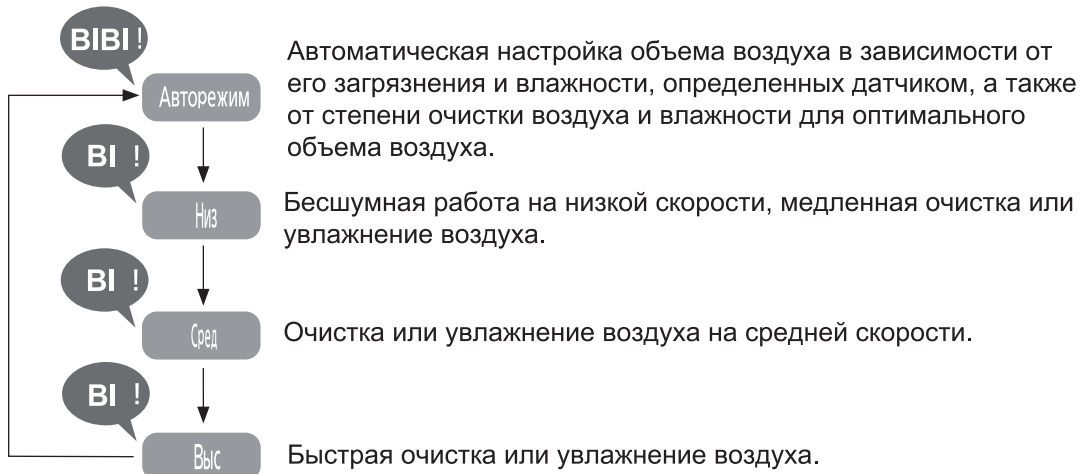 BIBI !
Авторежим
Автоматическая настройка объема воздуха в зависимости от
его загрязнения и влажности, определенных датчиком, а также
от степени очистки воздуха и влажности для оптимального
объема воздуха.
BI !
Низ
Бесшумная работа на низкой скорости, медленная очистка или
увлажнение воздуха.
BI !
Сред
Очистка или увлажнение воздуха на средней скорости.
BI !
Выс
Быстрая очистка или увлажнение воздуха.